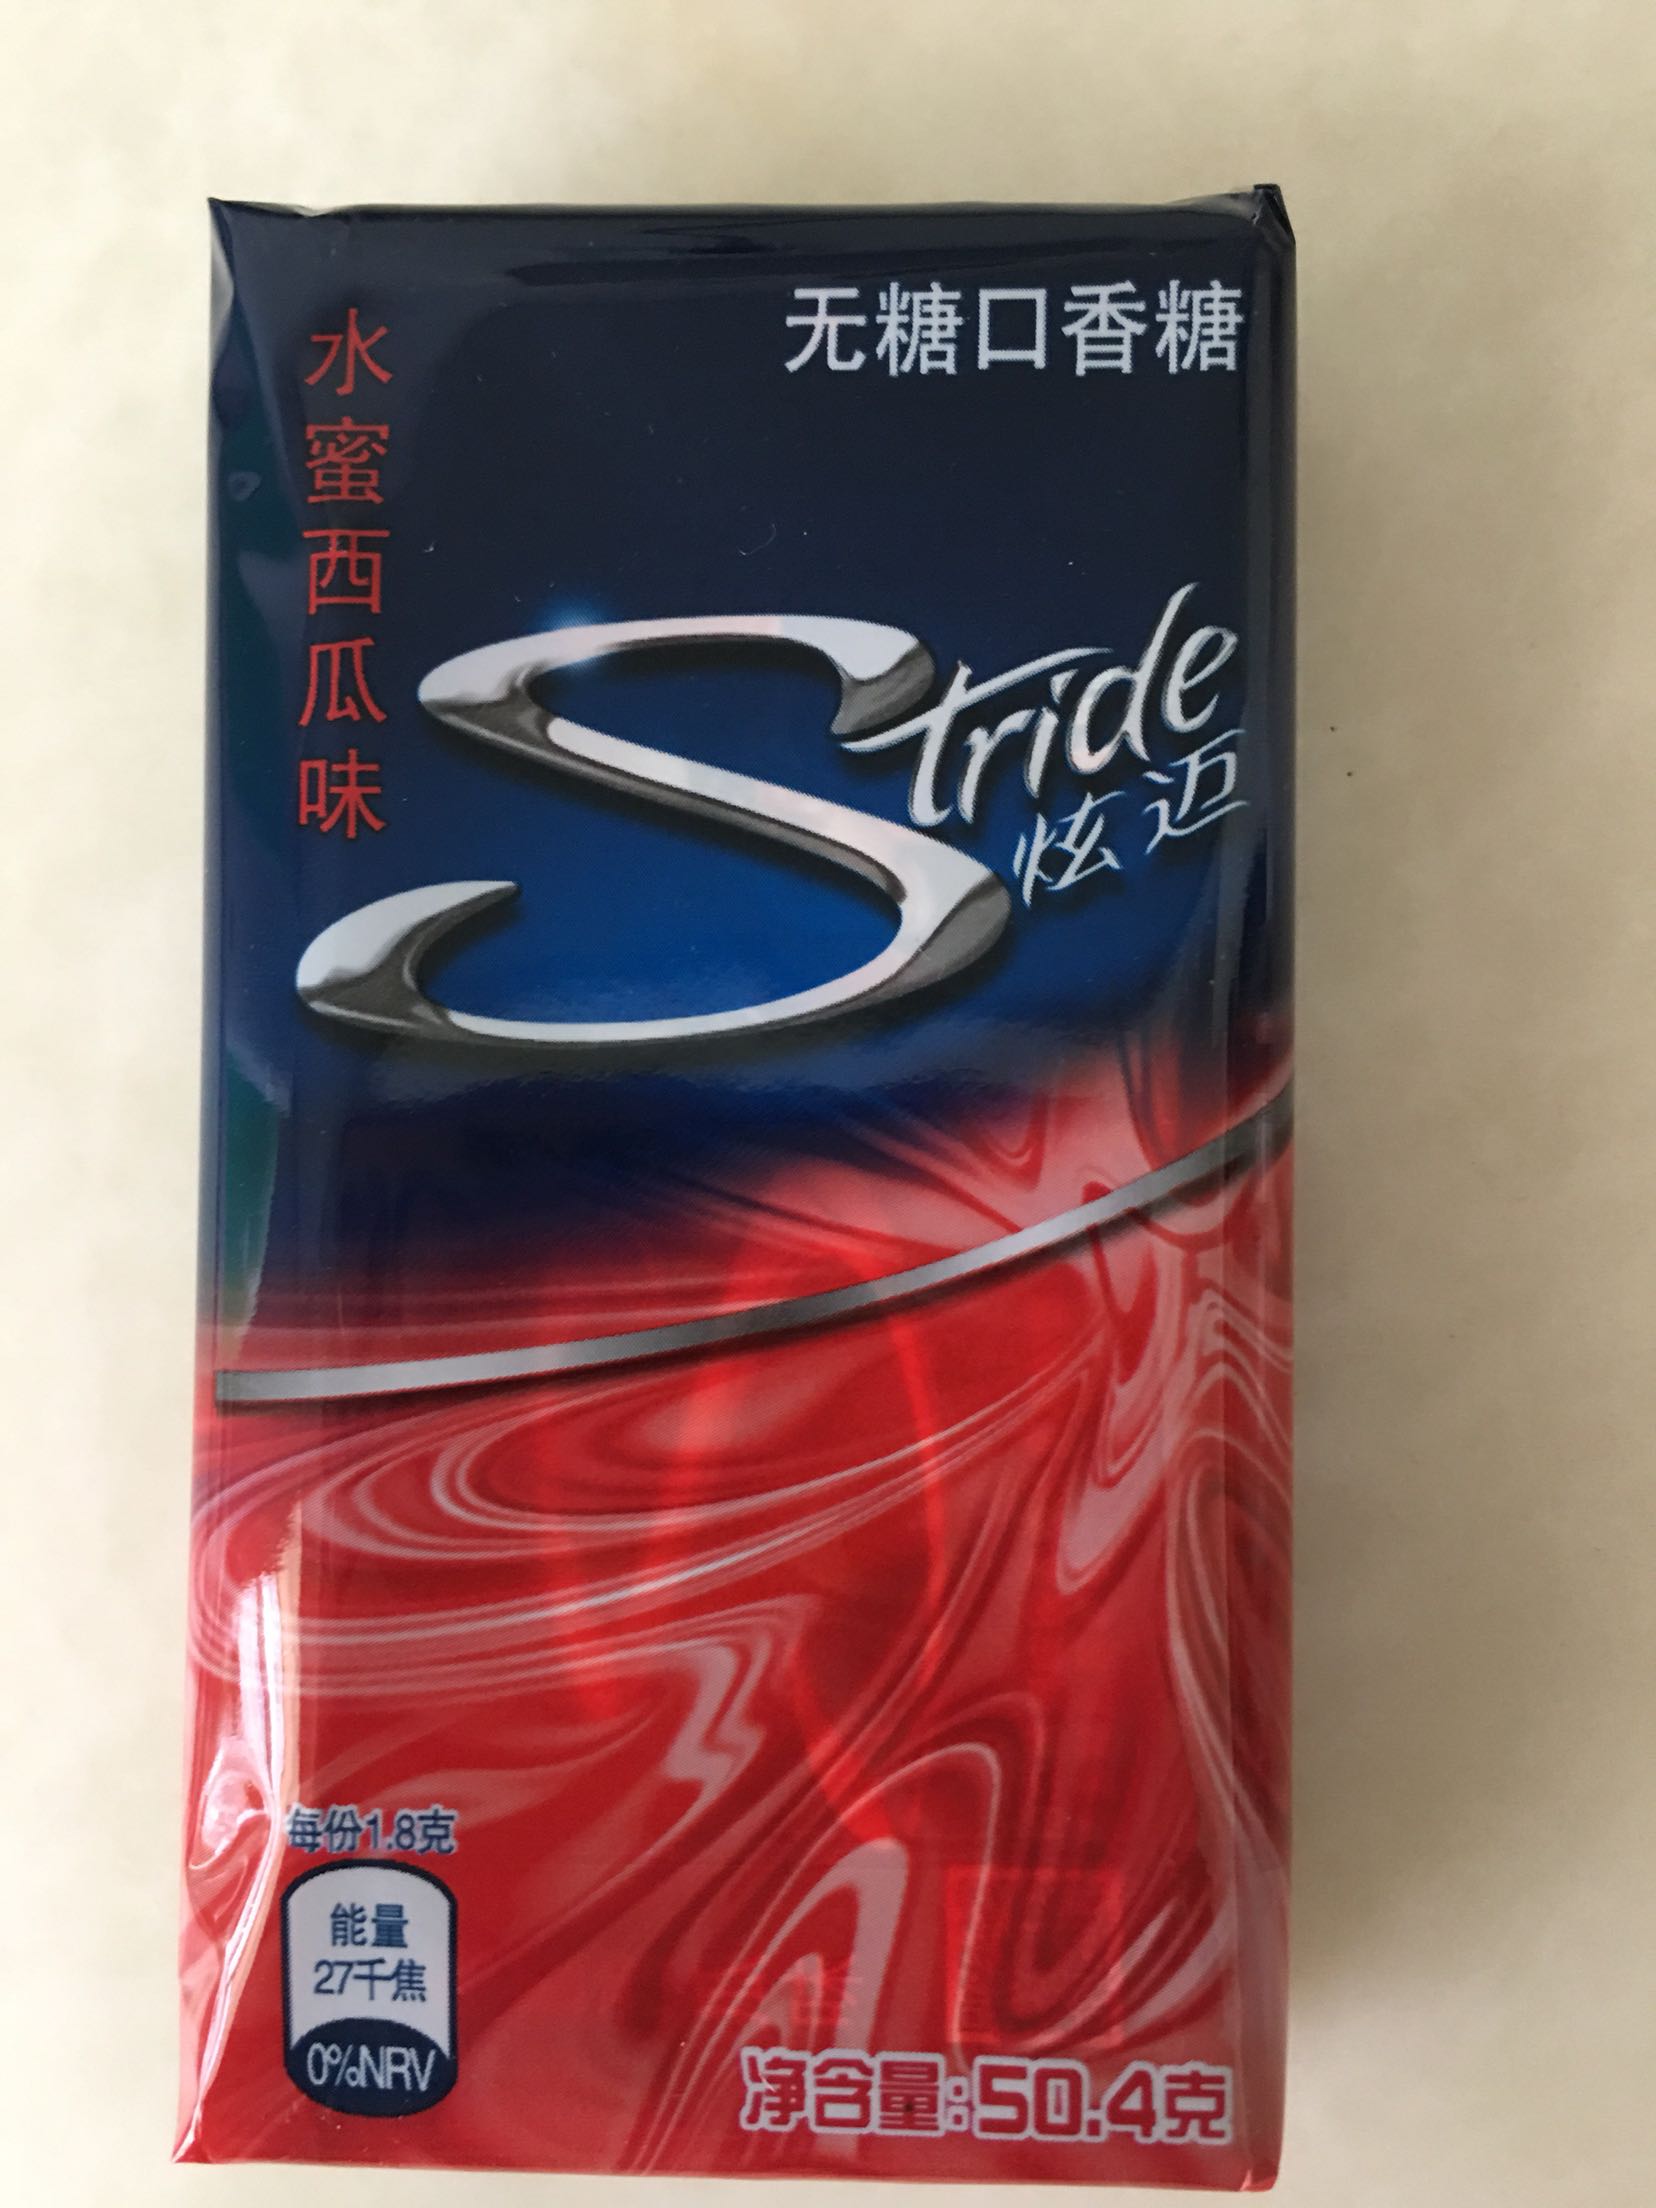 无糖口香糖
水蜜西瓜味
Stride
炫迈
每份1.8克
能量
27千焦
0%NRV
净含量:50.4克